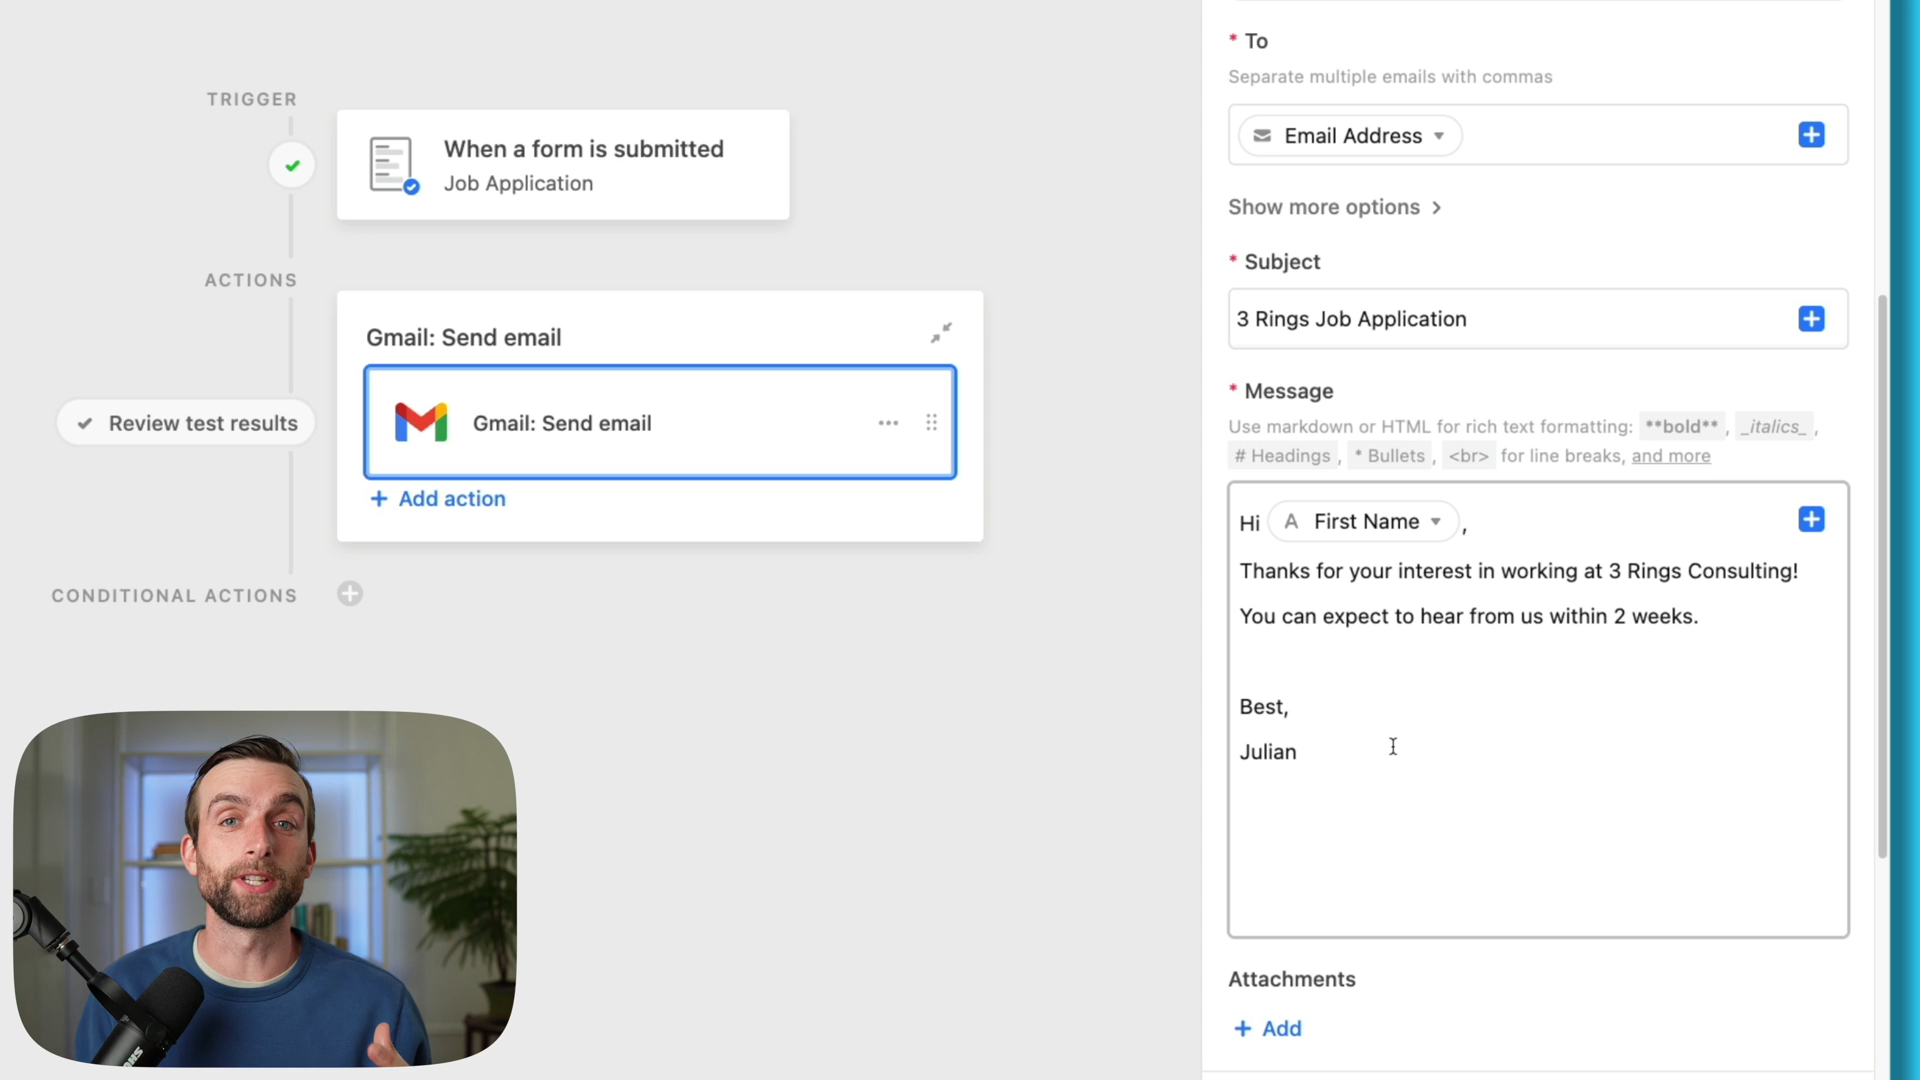 TRIGGER
When a form is submitted
Job Application
ACTIONS
Gmail: Send email
Review test results
Gmail: Send email
+ Add action
CONDITIONAL ACTIONS
* To
Separate multiple emails with commas
Email Address
Show more options
* Subject
3 Rings Job Application
* Message
Use markdown or HTML for rich text formatting: **bold** , _italics_ ,
# Headings , * Bullets , <br> for line breaks, and more
Hi A First Name ,
Thanks for your interest in working at 3 Rings Consulting!
You can expect to hear from us within 2 weeks.
Best,
Julian
Attachments
+ Add